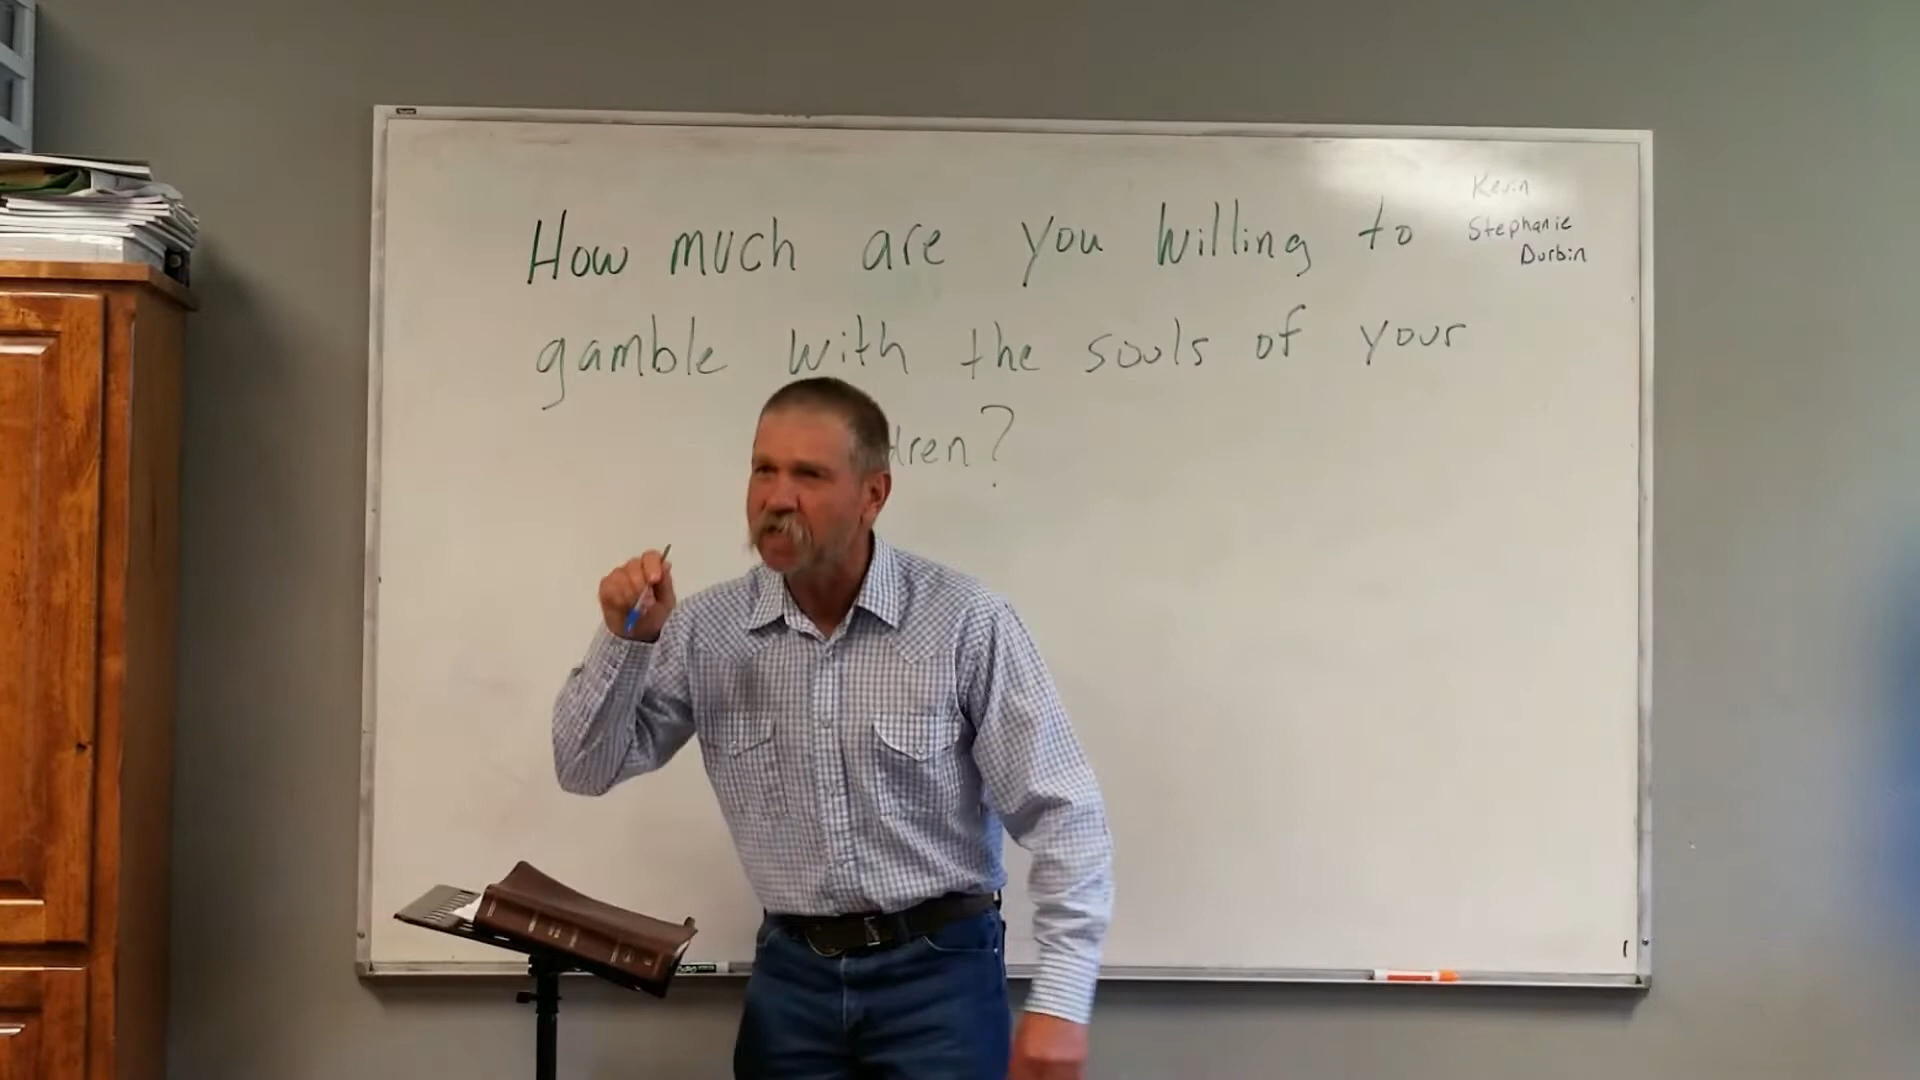 How much are you willing to
gamble with the souls of your
dren?
Kevin
Stephanie
Durbin